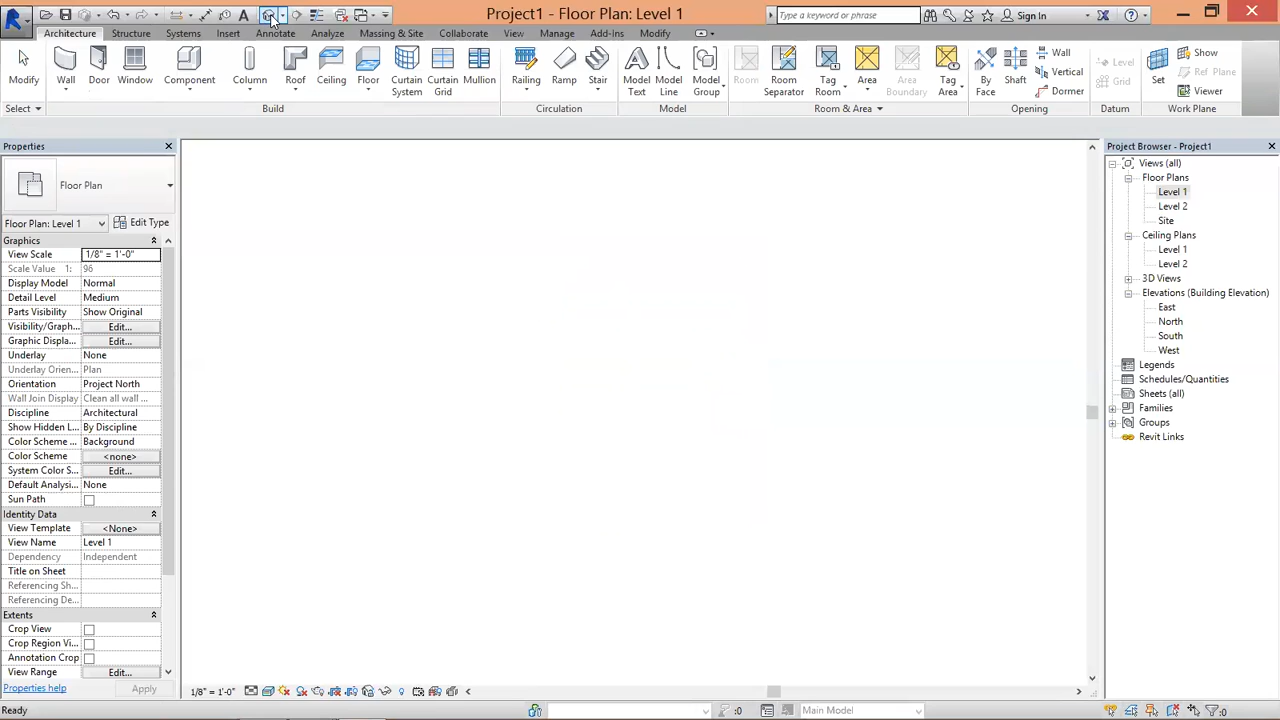 Project1 - Floor Plan: Level 1
Type a keyword or phrase
Sign In
Architecture Structure Systems Insert Annotate Analyze Massing & Site Collaborate View Manage Add-Ins Modify
Modify Wall Door Window Component Column Roof Ceiling Floor Curtain System Curtain Grid Mullion Railing Ramp Stair Model Text Model Line Model Group Room Room Separator Tag Room Area Area Boundary Tag Area By Face Shaft Wall Vertical Dormer Level Grid Set Show Ref Plane Viewer
Select Build Circulation Model Room & Area Opening Datum Work Plane
Properties
Floor Plan
Floor Plan: Level 1 Edit Type
Graphics
View Scale 1/8" = 1'-0"
Scale Value 1: 96
Display Model Normal
Detail Level Medium
Parts Visibility Show Original
Visibility/Graph... Edit...
Graphic Displa... Edit...
Underlay None
Underlay Orien... Plan
Orientation Project North
Wall Join Display Clean all wall ...
Discipline Architectural
Show Hidden L... By Discipline
Color Scheme ... Background
Color Scheme <none>
System Color S... Edit...
Default Analysi... None
Sun Path
Identity Data
View Template <None>
View Name Level 1
Dependency Independent
Title on Sheet
Referencing Sh...
Referencing De...
Extents
Crop View
Crop Region Vi...
Annotation Crop
View Range Edit...
Properties help Apply
Project Browser - Project1
Views (all)
Floor Plans
Level 1
Level 2
Site
Ceiling Plans
Level 1
Level 2
3D Views
Elevations (Building Elevation)
East
North
South
West
Legends
Schedules/Quantities
Sheets (all)
Families
Groups
Revit Links
1/8" = 1'-0"
Ready :0 Main Model :0